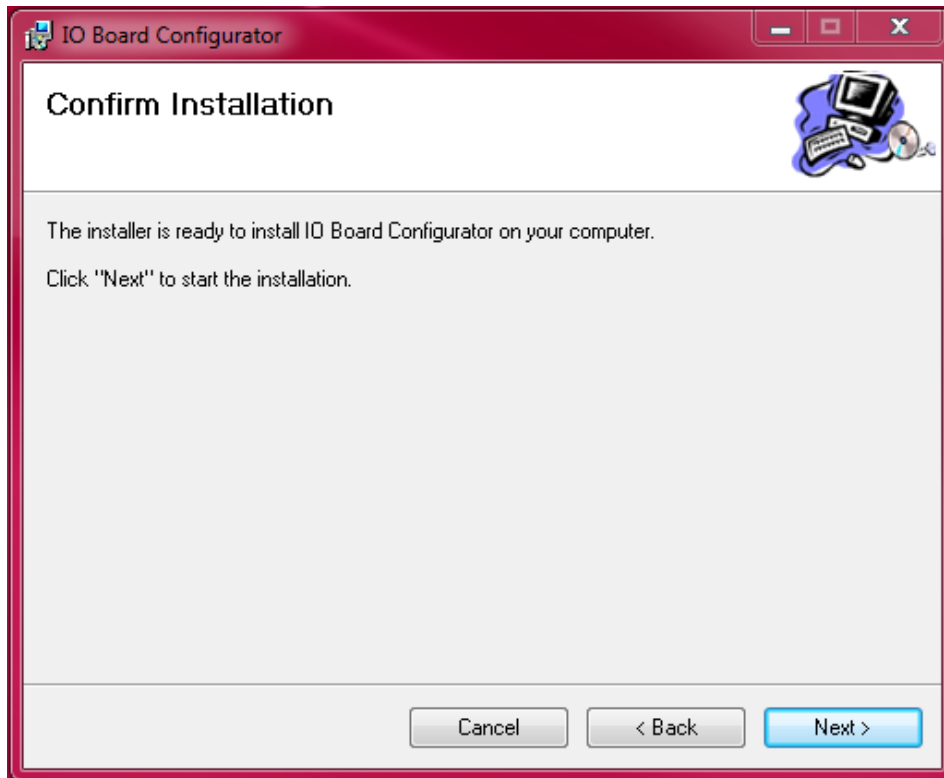 IO Board Configurator
Confirm Installation
The installer is ready to install IO Board Configurator on your computer.
Click "Next" to start the installation.
Cancel
< Back
Next >